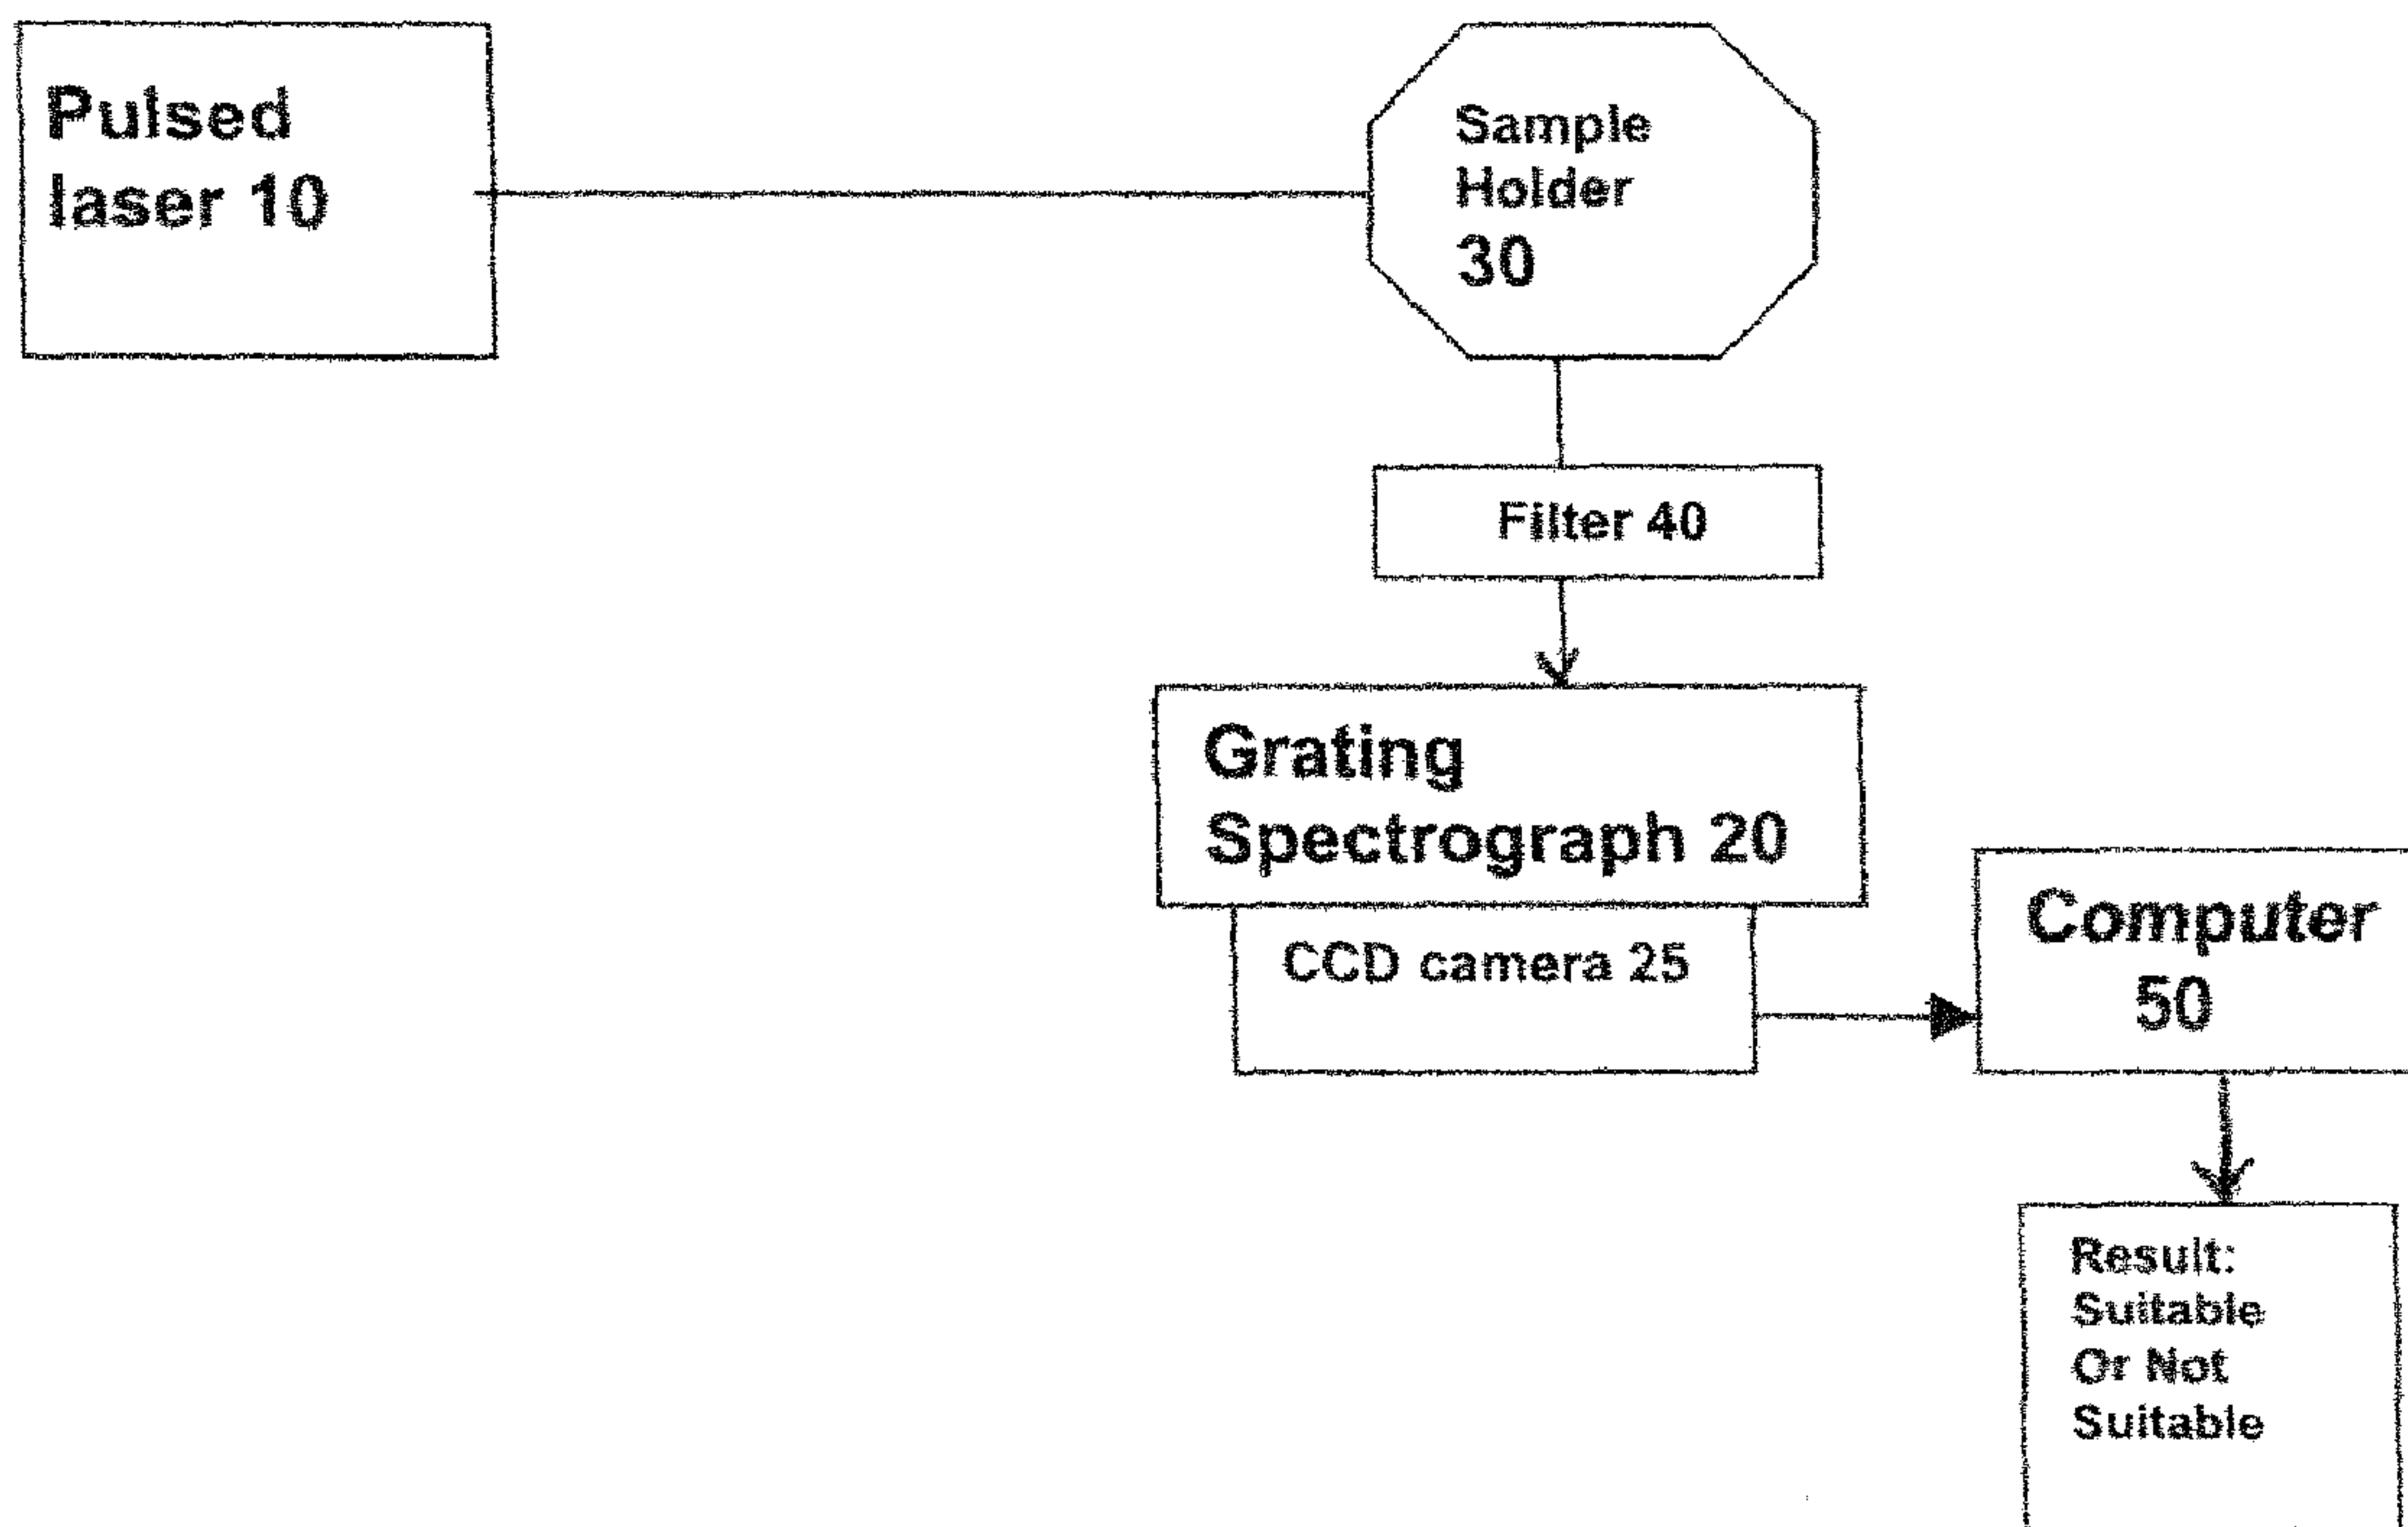 Pulsed
laser 10
Sample
Holder
30
Filter 40
Grating
Spectrograph 20
CCD camera 25
Computer
50
Result:
Suitable
Or Not
Suitable